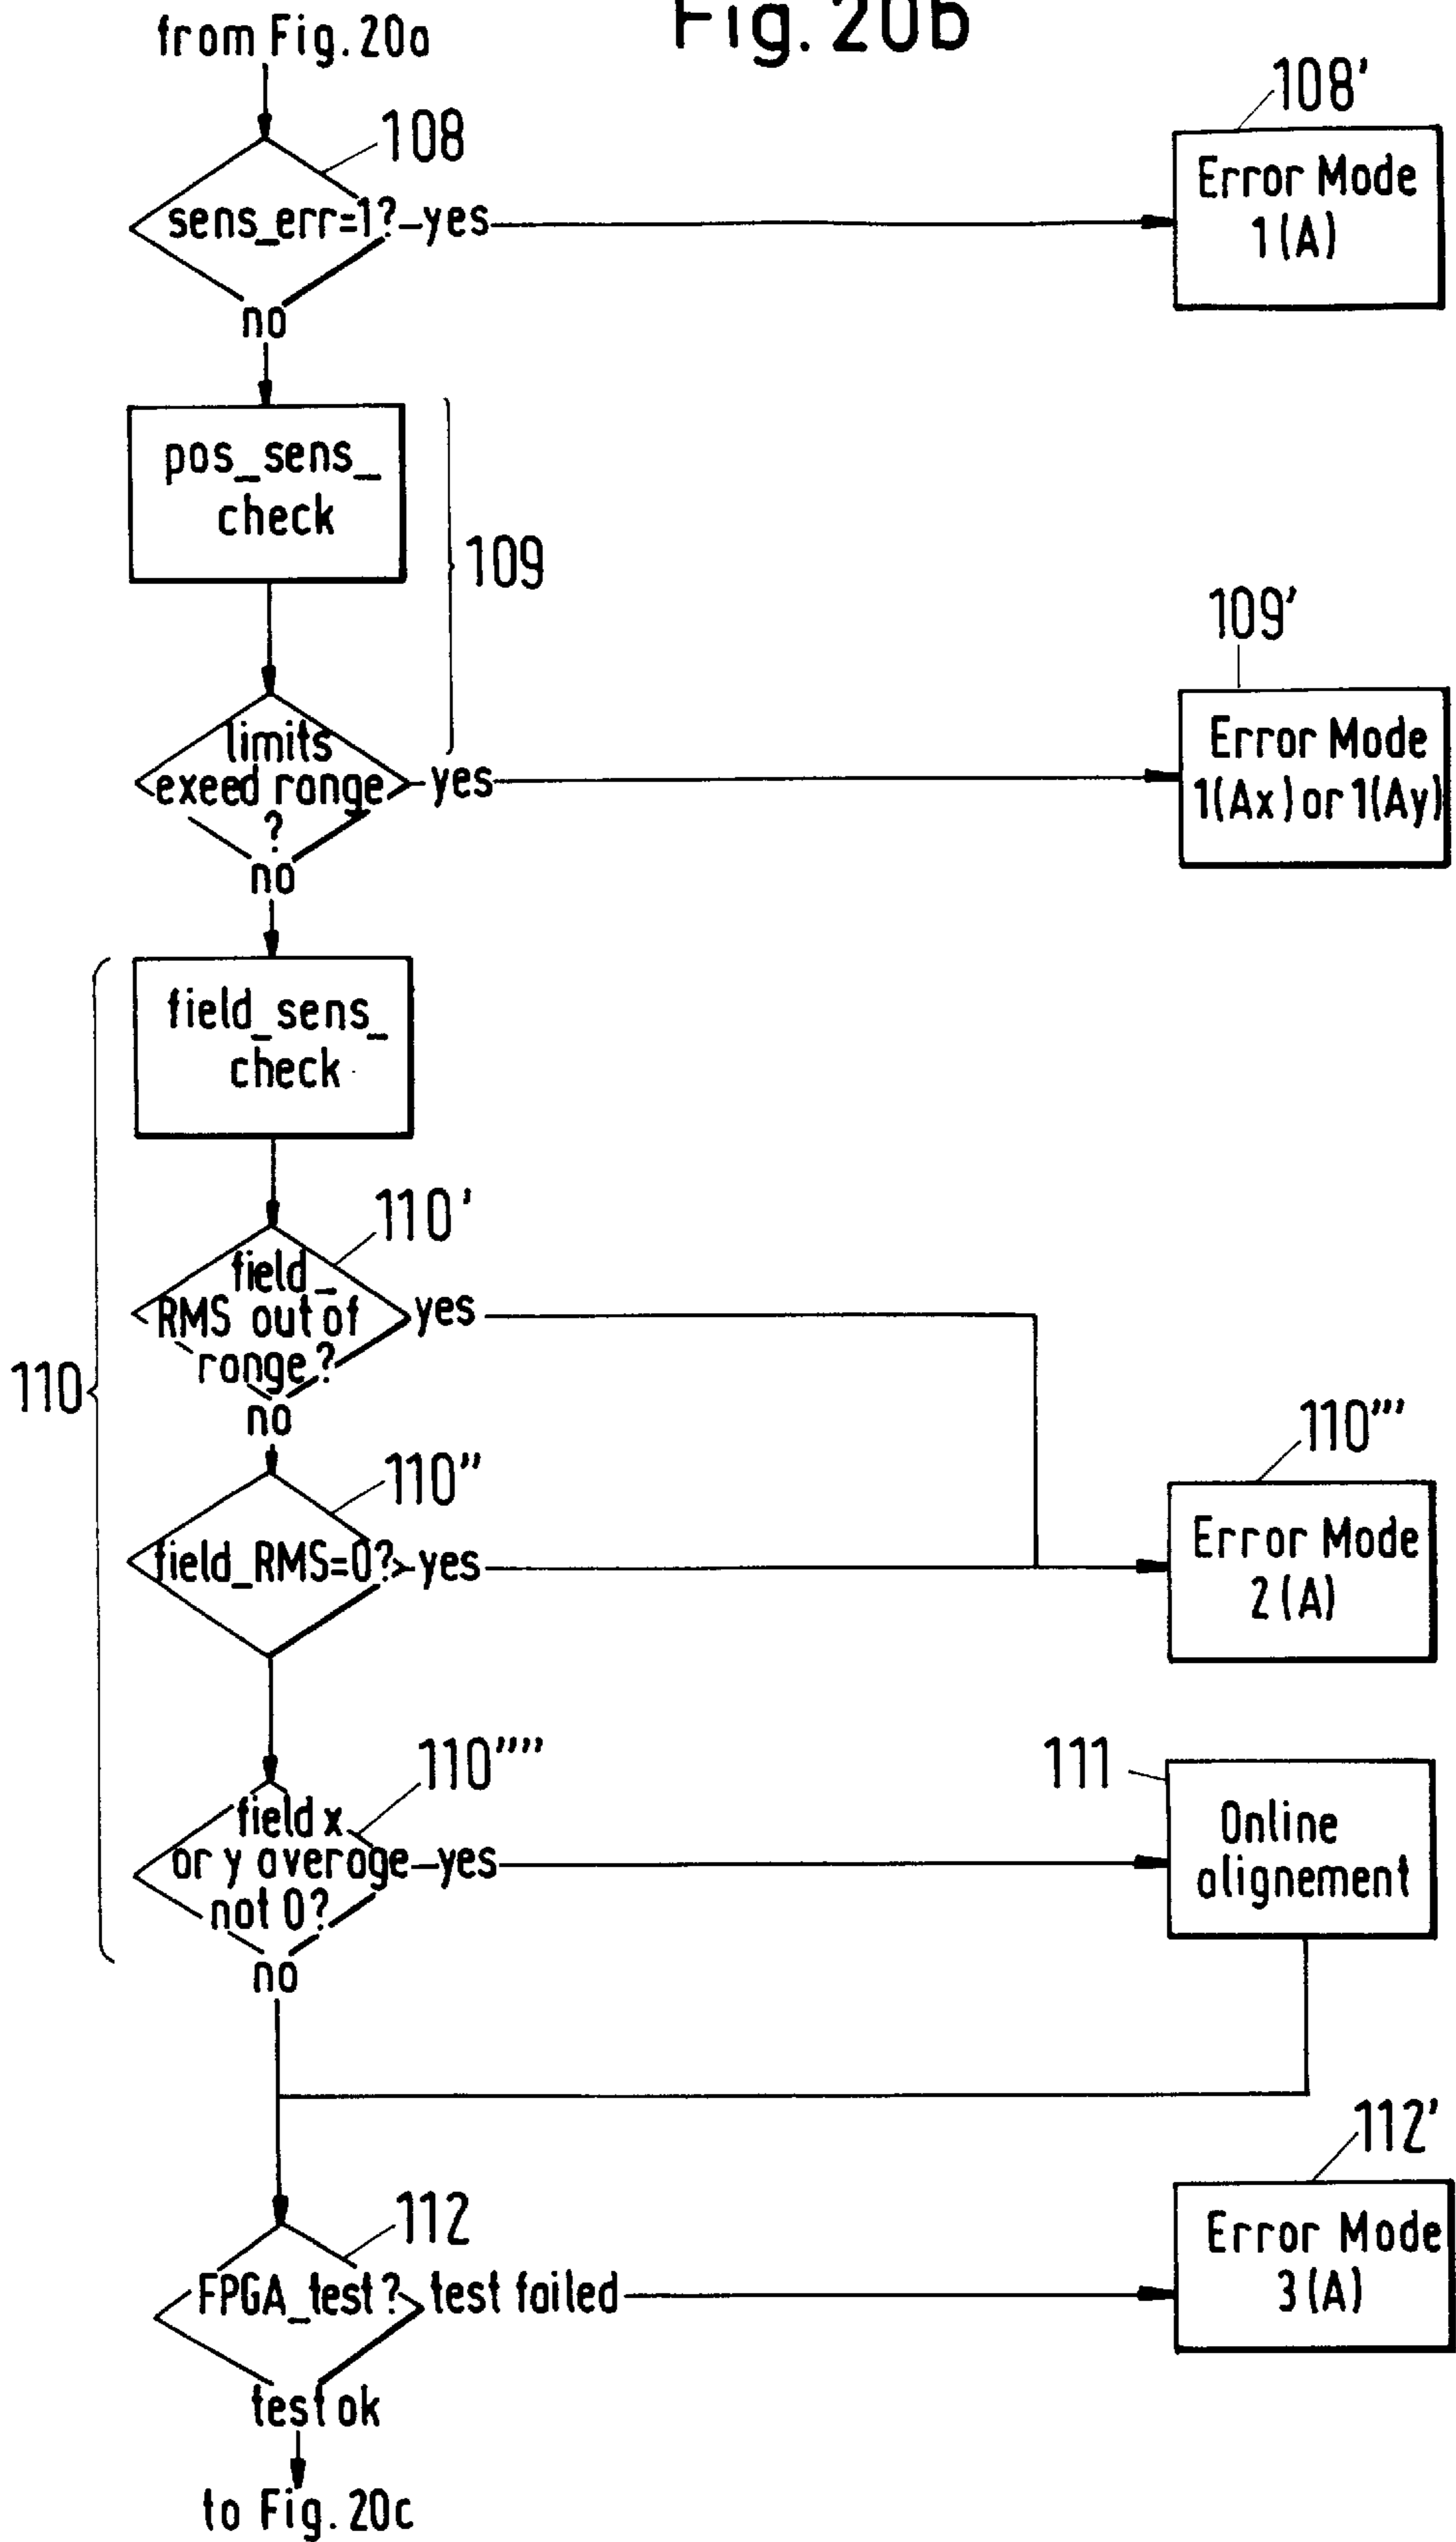 Fig. 20b
from Fig. 20a
108
sens_err=1?
yes
108'
Error Mode
1(A)
no
pos_sens_
check
109
limits
exeed range
?
yes
109'
Error Mode
1(Ax) or 1(Ay)
no
110
field_sens_
check
110'
field_
RMS out of
range?
yes
no
110''
field_RMS=0?
yes
110'''
Error Mode
2(A)
110''''
field x
or y average
not 0?
yes
111
Online
alignement
no
112
FPGA_test?
test failed
112'
Error Mode
3(A)
test ok
to Fig. 20c